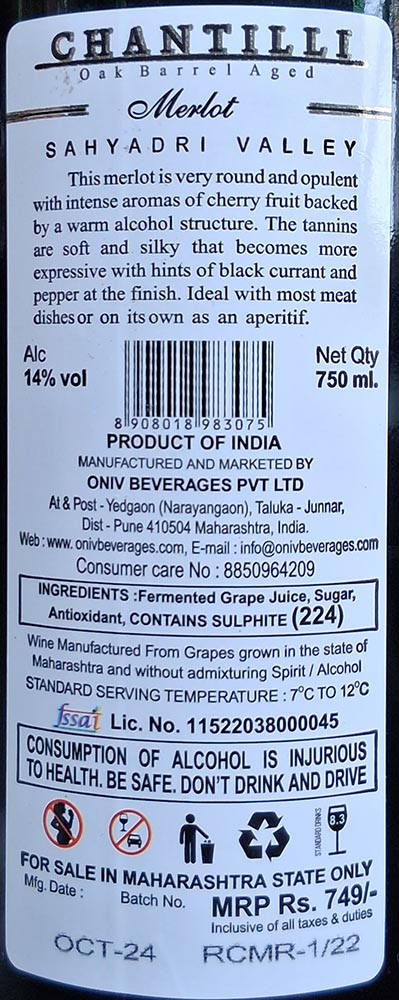 CHANTILLI
Oak Barrel Aged
Merlot
SAHYADRI VALLEY
This merlot is very round and opulent
with intense aromas of cherry fruit backed
by a warm alcohol structure. The tannins
are soft and silky that becomes more
expressive with hints of black currant and
pepper at the finish. Ideal with most meat
dishes or on its own as an aperitif.
Alc
14% vol
Net Qty
750 ml.
8 908018 983075
PRODUCT OF INDIA
MANUFACTURED AND MARKETED BY
ONIV BEVERAGES PVT LTD
At & Post - Yedgaon (Narayangaon), Taluka - Junnar,
Dist - Pune 410504 Maharashtra, India.
Web : www. onivbeverages.com, E-mail : info@onivbeverages.com
Consumer care No : 8850964209
INGREDIENTS :Fermented Grape Juice, Sugar,
Antioxidant, CONTAINS SULPHITE (224)
Wine Manufactured From Grapes grown in the state of
Maharashtra and without admixturing Spirit / Alcohol
STANDARD SERVING TEMPERATURE : 7°C TO 12°C
fssai Lic. No. 11522038000045
CONSUMPTION OF ALCOHOL IS INJURIOUS
TO HEALTH. BE SAFE. DON'T DRINK AND DRIVE
STANDARD DRINKS
8.3
FOR SALE IN MAHARASHTRA STATE ONLY
Mfg. Date :
Batch No.
MRP Rs. 749/-
Inclusive of all taxes & duties
OCT-24
RCMR-1/22